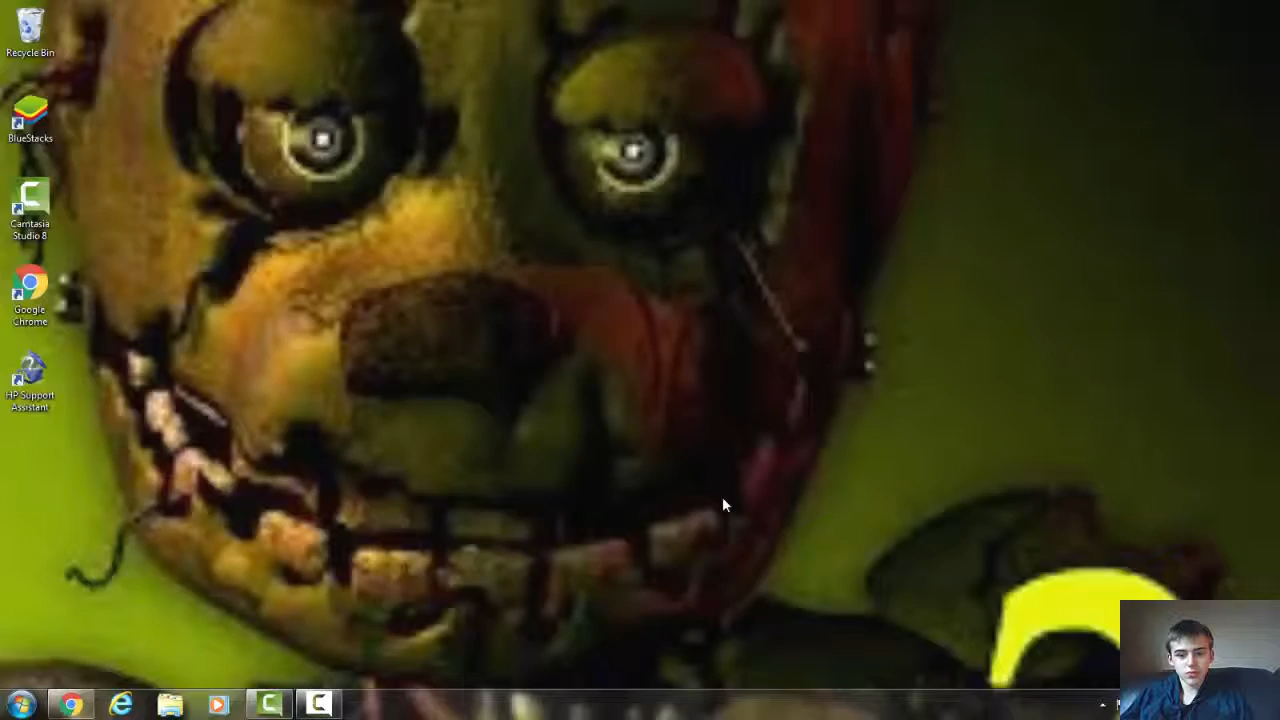 Recycle Bin
BlueStacks
Camtasia
Studio 8
Google
Chrome
HP Support
Assistant